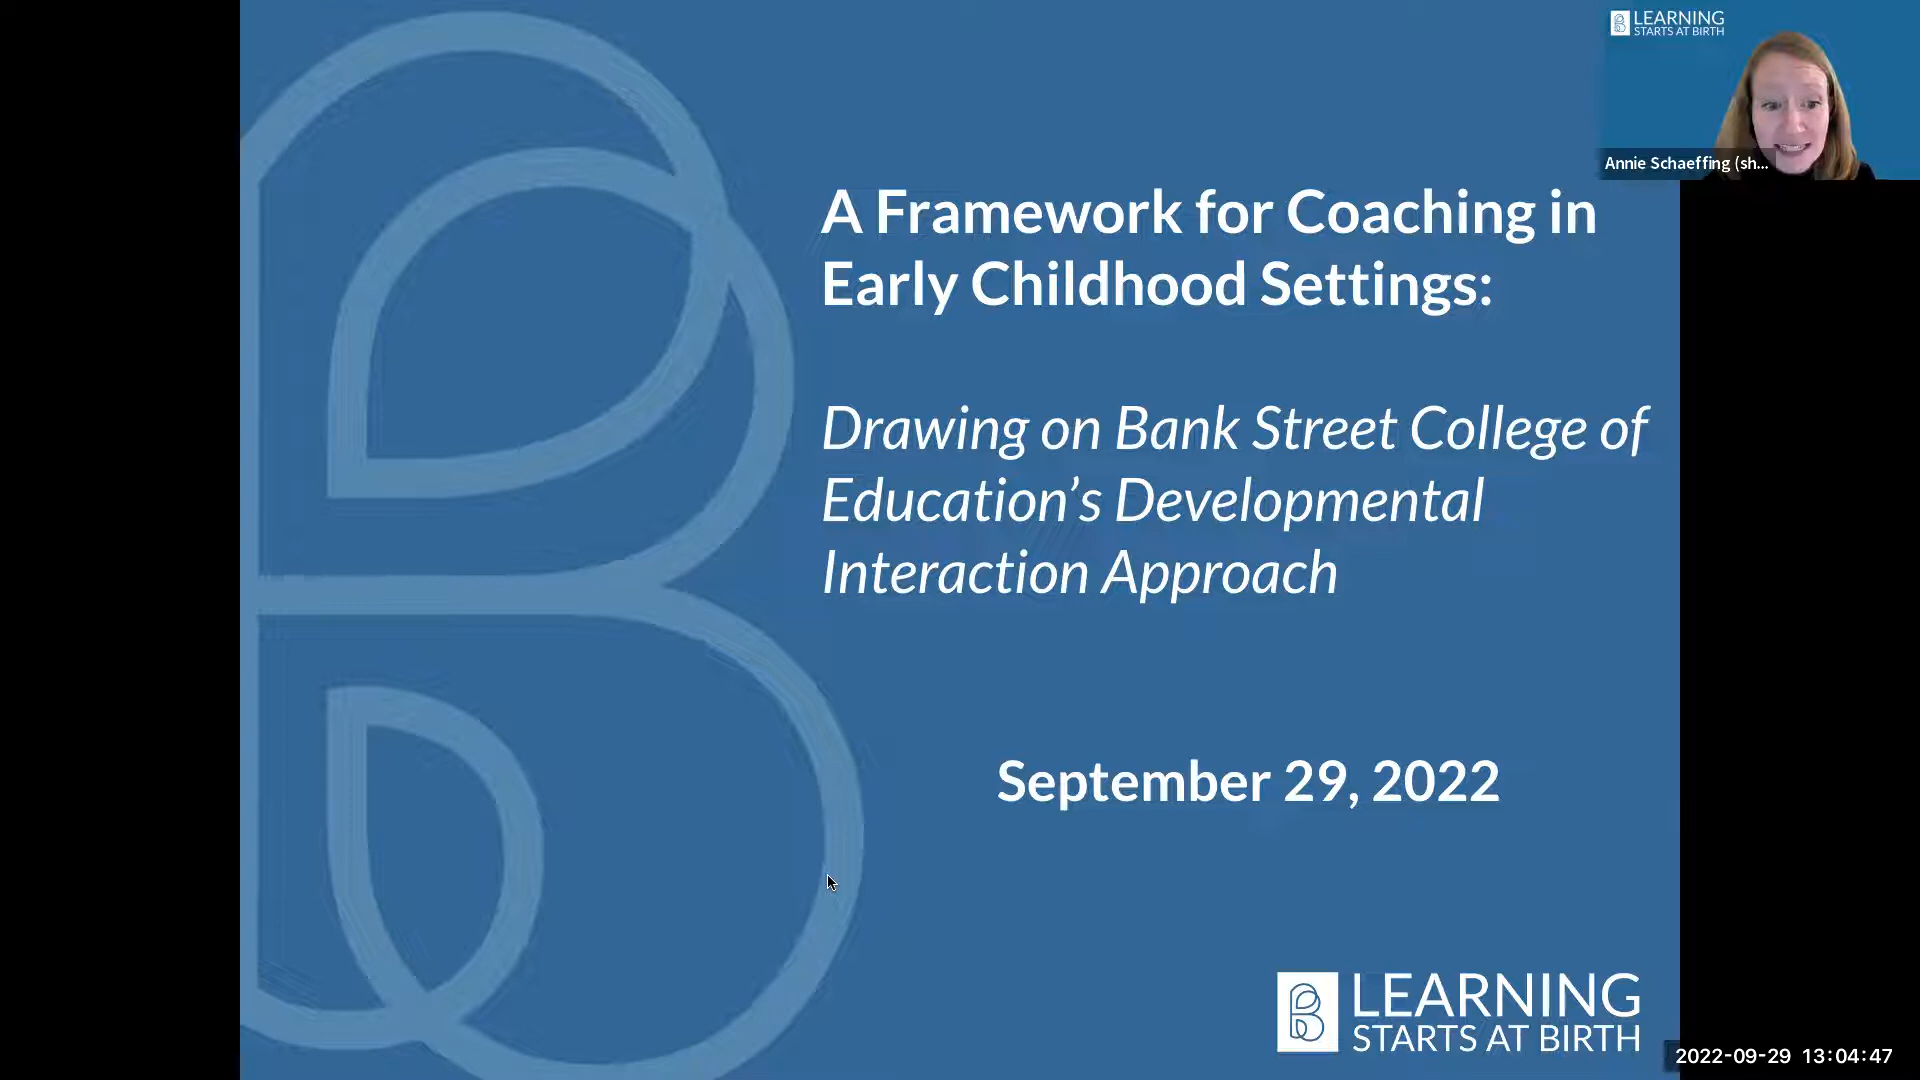 LEARNING
STARTS AT BIRTH
Annie Schaeffing (sh...
A Framework for Coaching in
Early Childhood Settings:
Drawing on Bank Street College of
Education’s Developmental
Interaction Approach
September 29, 2022
LEARNING
STARTS AT BIRTH
2022-09-29 13:04:47